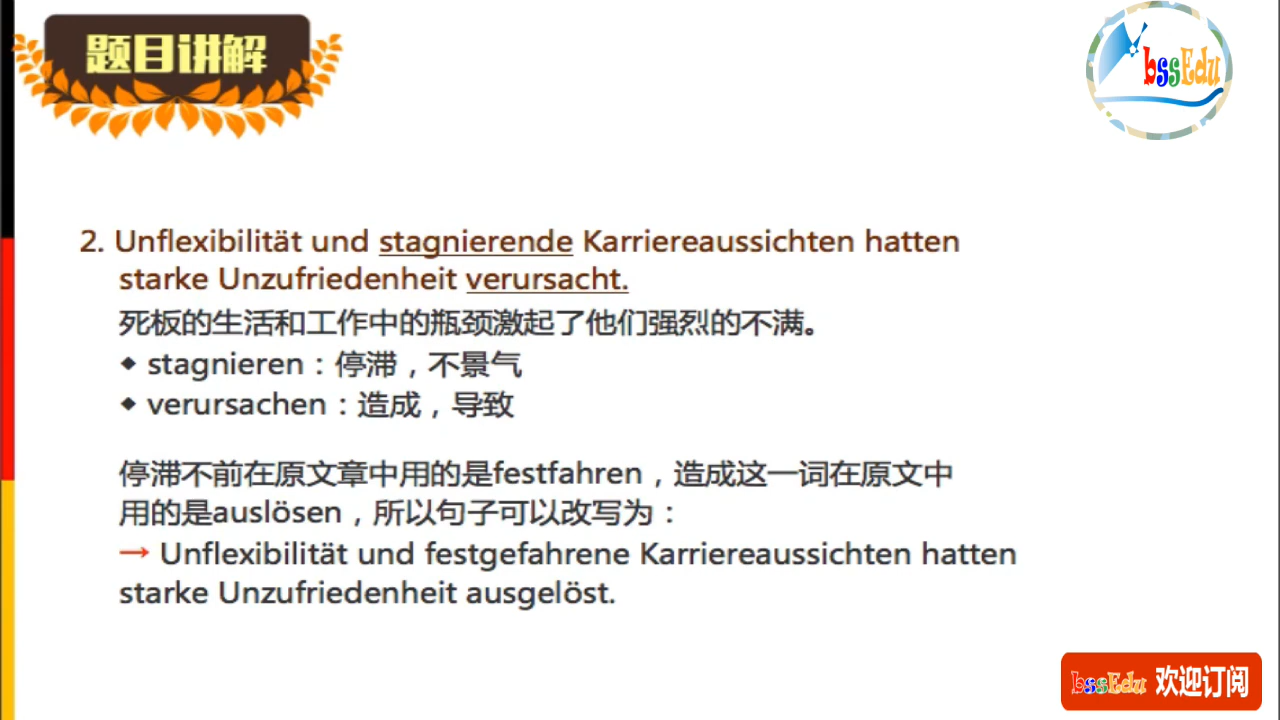 题目讲解
bssEdu
2. Unflexibilität und stagnierende Karriereaussichten hatten
starke Unzufriedenheit verursacht.
死板的生活和工作中的瓶颈激起了他们强烈的不满。
◆ stagnieren：停滞，不景气
◆ verursachen：造成，导致
停滞不前在原文章中用的是festfahren，造成这一词在原文中
用的是auslösen，所以句子可以改写为：
→ Unflexibilität und festgefahrene Karriereaussichten hatten
starke Unzufriedenheit ausgelöst.
bssEdu 欢迎订阅